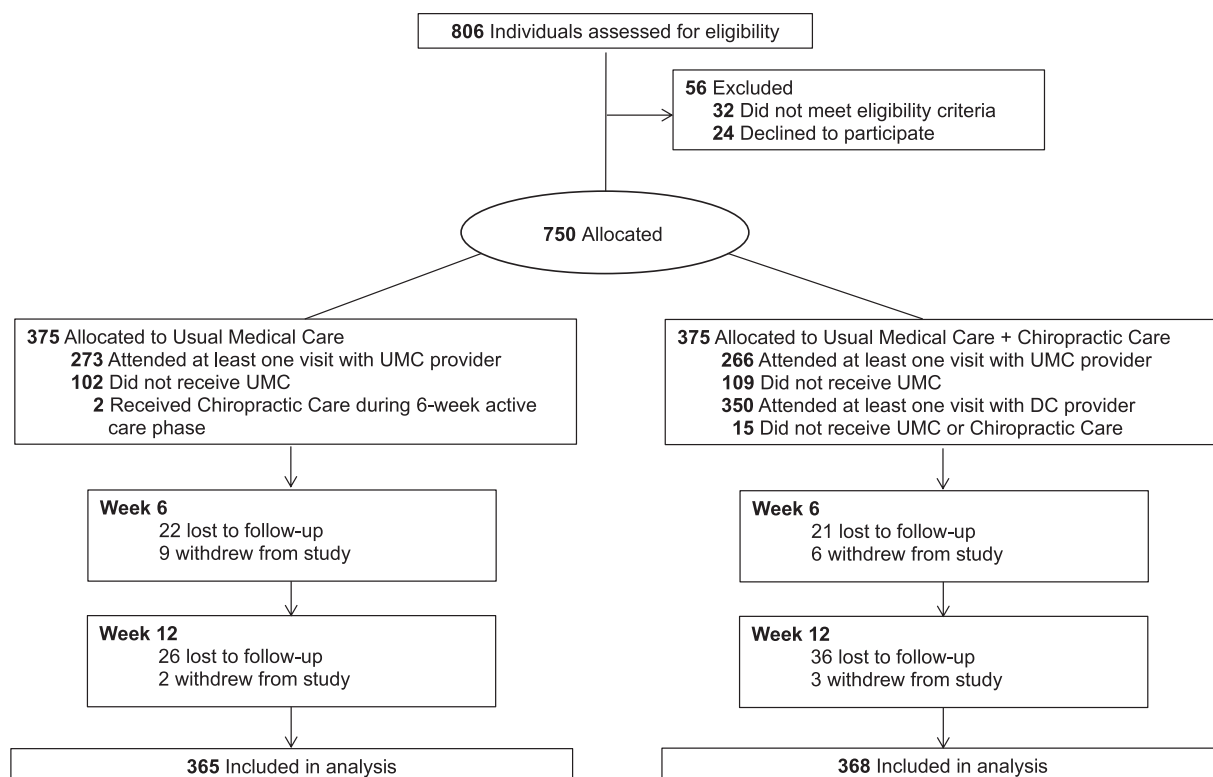 806 Individuals assessed for eligibility
56 Excluded
32 Did not meet eligibility criteria
24 Declined to participate
750 Allocated
375 Allocated to Usual Medical Care
273 Attended at least one visit with UMC provider
102 Did not receive UMC
2 Received Chiropractic Care during 6-week active
care phase
375 Allocated to Usual Medical Care + Chiropractic Care
266 Attended at least one visit with UMC provider
109 Did not receive UMC
350 Attended at least one visit with DC provider
15 Did not receive UMC or Chiropractic Care
Week 6
22 lost to follow-up
9 withdrew from study
Week 6
21 lost to follow-up
6 withdrew from study
Week 12
26 lost to follow-up
2 withdrew from study
Week 12
36 lost to follow-up
3 withdrew from study
365 Included in analysis
368 Included in analysis